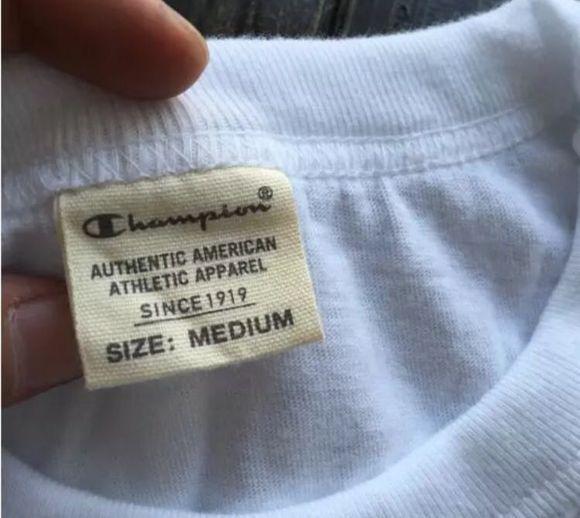 Champion®
AUTHENTIC AMERICAN
ATHLETIC APPAREL
SINCE 1919
SIZE: MEDIUM